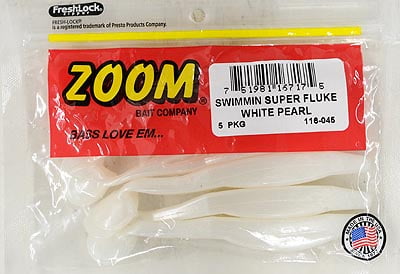 FRESHLOCK
ZIPPER
FRESH-LOCK®
is a registered trademark of Presto Products Company.
ZOOM®
BAIT COMPANY
BASS LOVE EM...
7 51981 15717 5
SWIMMIN SUPER FLUKE
WHITE PEARL
5 PKG 116-045
MADE IN THE USA